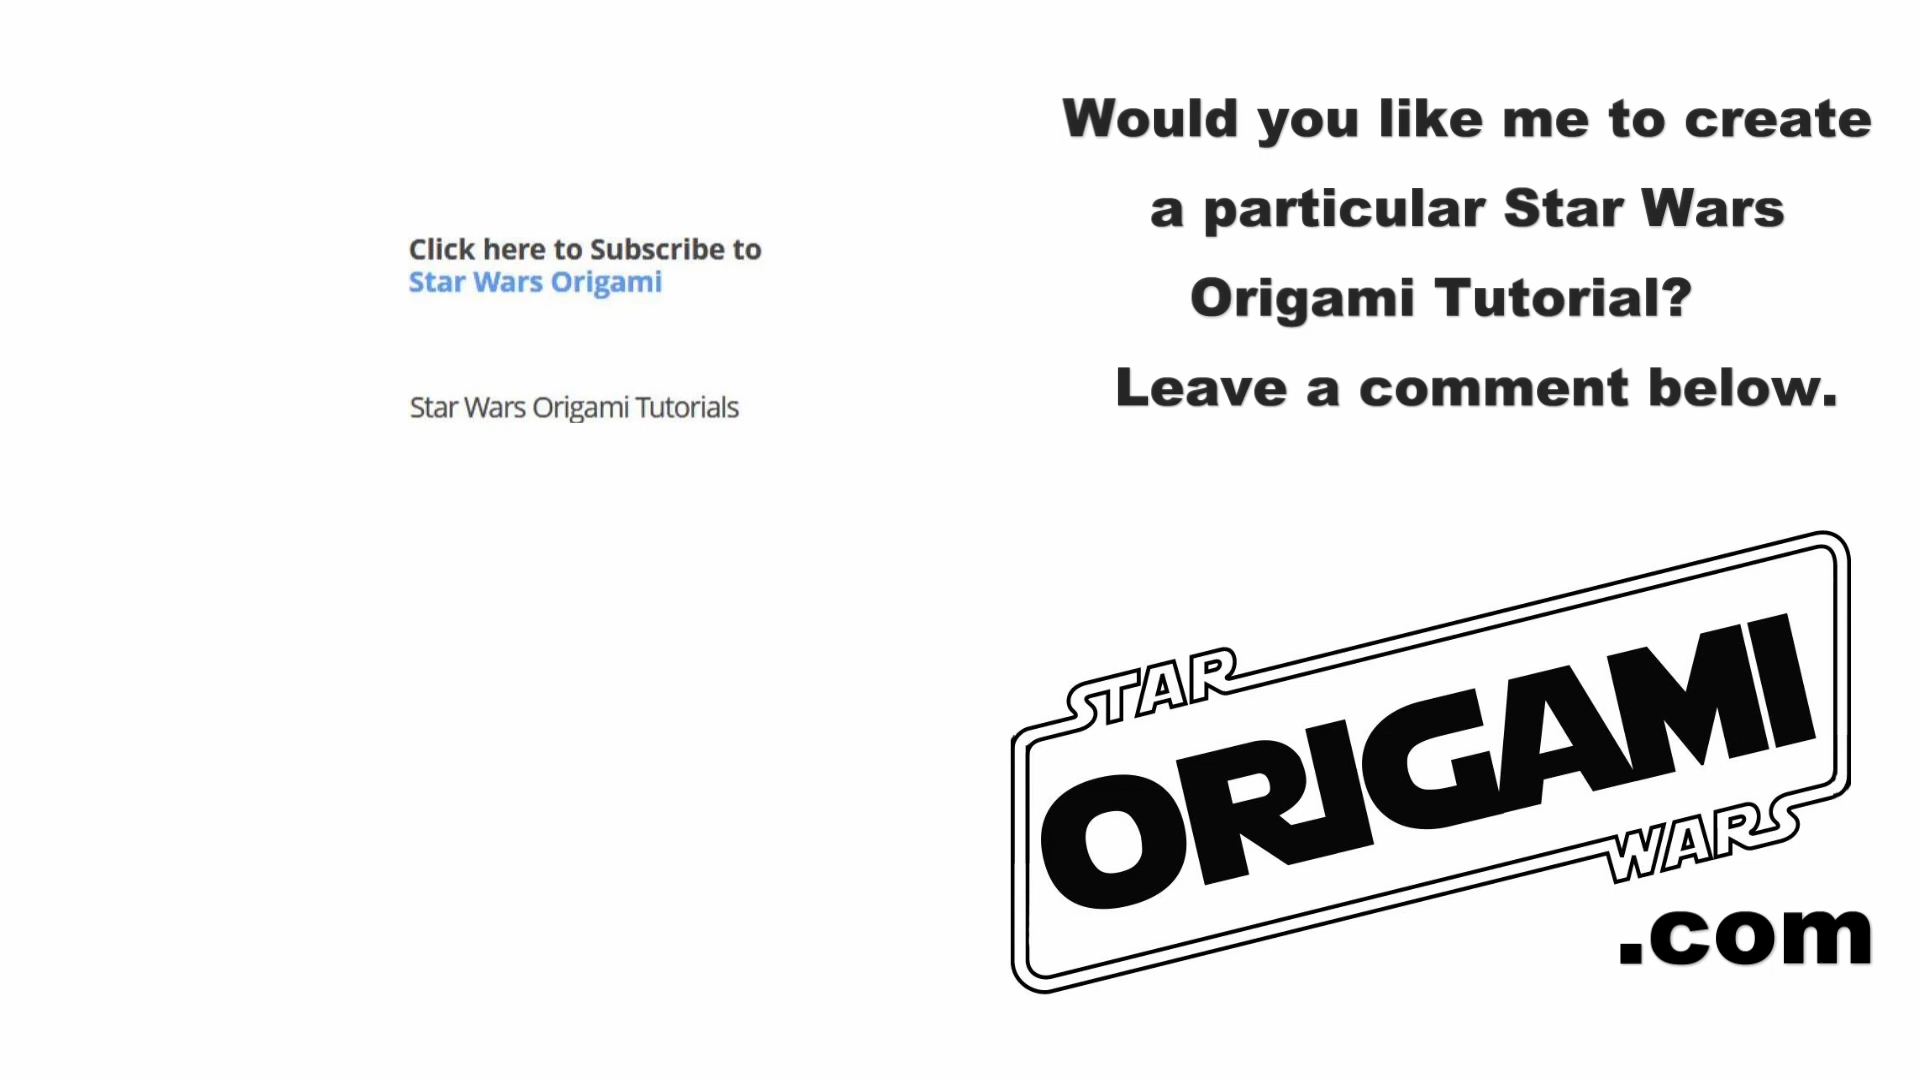 Click here to Subscribe to
Star Wars Origami
Star Wars Origami Tutorials
Would you like me to create
a particular Star Wars
Origami Tutorial?
Leave a comment below.
STAR
ORIGAMI
WARS
.com